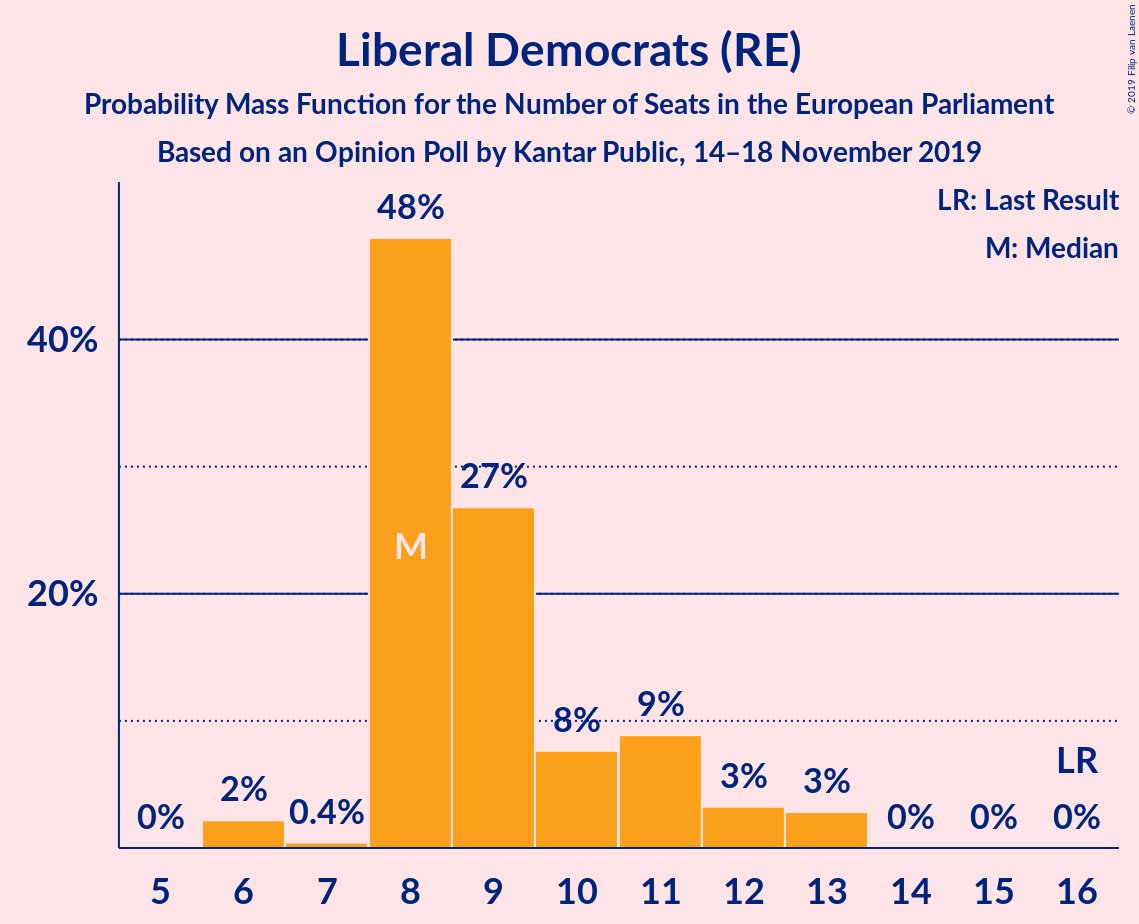 Liberal Democrats (RE)
Probability Mass Function for the Number of Seats in the European Parliament
Based on an Opinion Poll by Kantar Public, 14–18 November 2019
© 2019 Filip van Laenen
LR: Last Result
M: Median
48%
40%
27%
M
20%
9%
8%
LR
3%
3%
2%
0.4%
0%
0%
0%
0%
5 6 7 8 9 10 11 12 13 14 15 16